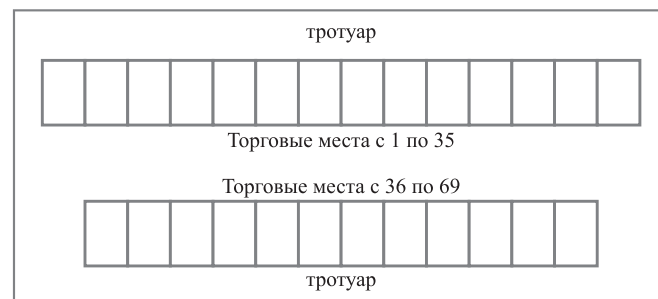 тротуар
Торговые места с 1 по 35
Торговые места с 36 по 69
тротуар